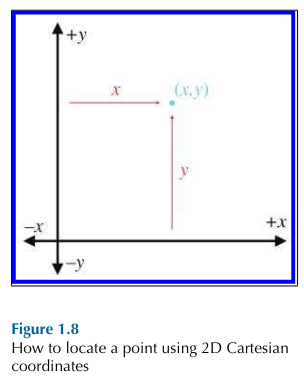 +y
x
(x,y)
y
−x
+x
−y
Figure 1.8
How to locate a point using 2D Cartesian
coordinates